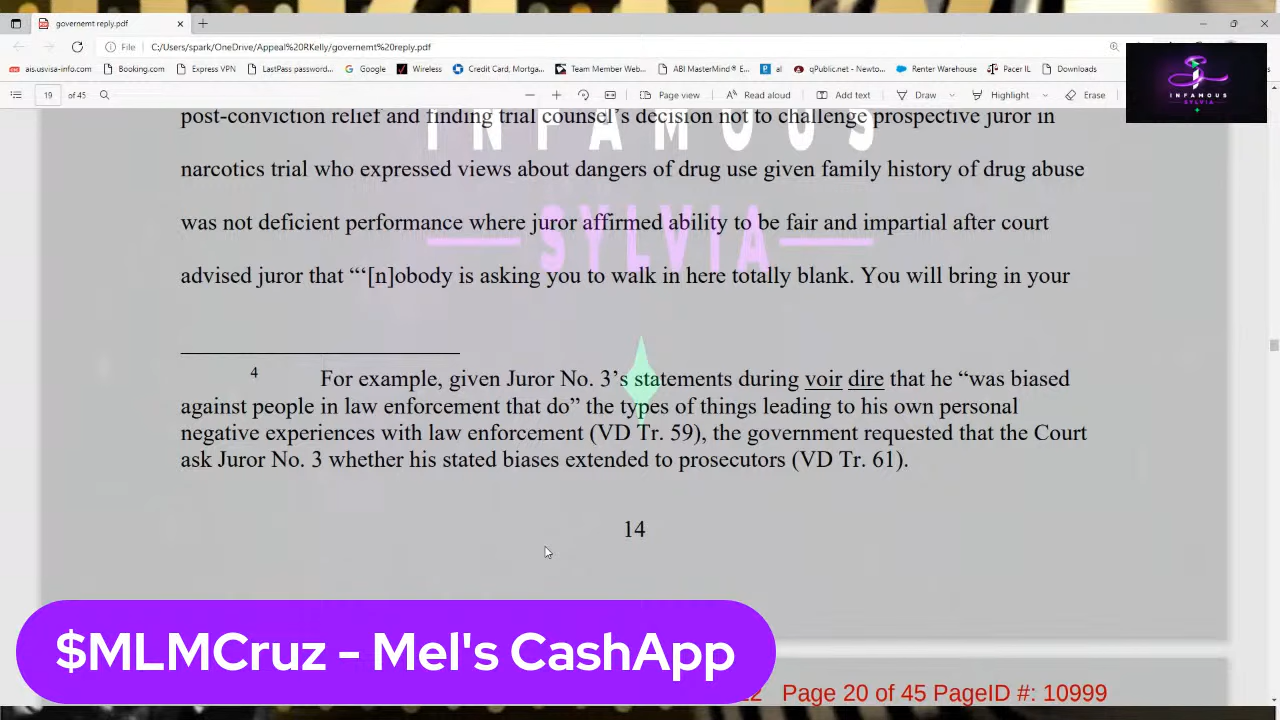 governemt reply.pdf
File C:/Users/spark/OneDrive/Appeal%20RKelly/governemt%20reply.pdf
ais.usvisa-info.com Booking.com Express VPN LastPass password... Google Wireless Credit Card, Mortga... Team Member Web... ABI MasterMind® E... al qPublic.net - Newto... Renter Warehouse Pacer IL Downloads
19 of 45 Page view Read aloud Add text Draw Highlight Erase
INFAMOUS
SYLVIA
post-conviction relief and finding trial counsel's decision not to challenge prospective juror in
INFAMOUS
narcotics trial who expressed views about dangers of drug use given family history of drug abuse
was not deficient performance where juror affirmed ability to be fair and impartial after court
SYLVIA
advised juror that “‘[n]obody is asking you to walk in here totally blank. You will bring in your
4 For example, given Juror No. 3’s statements during voir dire that he “was biased
against people in law enforcement that do” the types of things leading to his own personal
negative experiences with law enforcement (VD Tr. 59), the government requested that the Court
ask Juror No. 3 whether his stated biases extended to prosecutors (VD Tr. 61).
14
$MLMCruz - Mel's CashApp
2 Page 20 of 45 PageID #: 10999